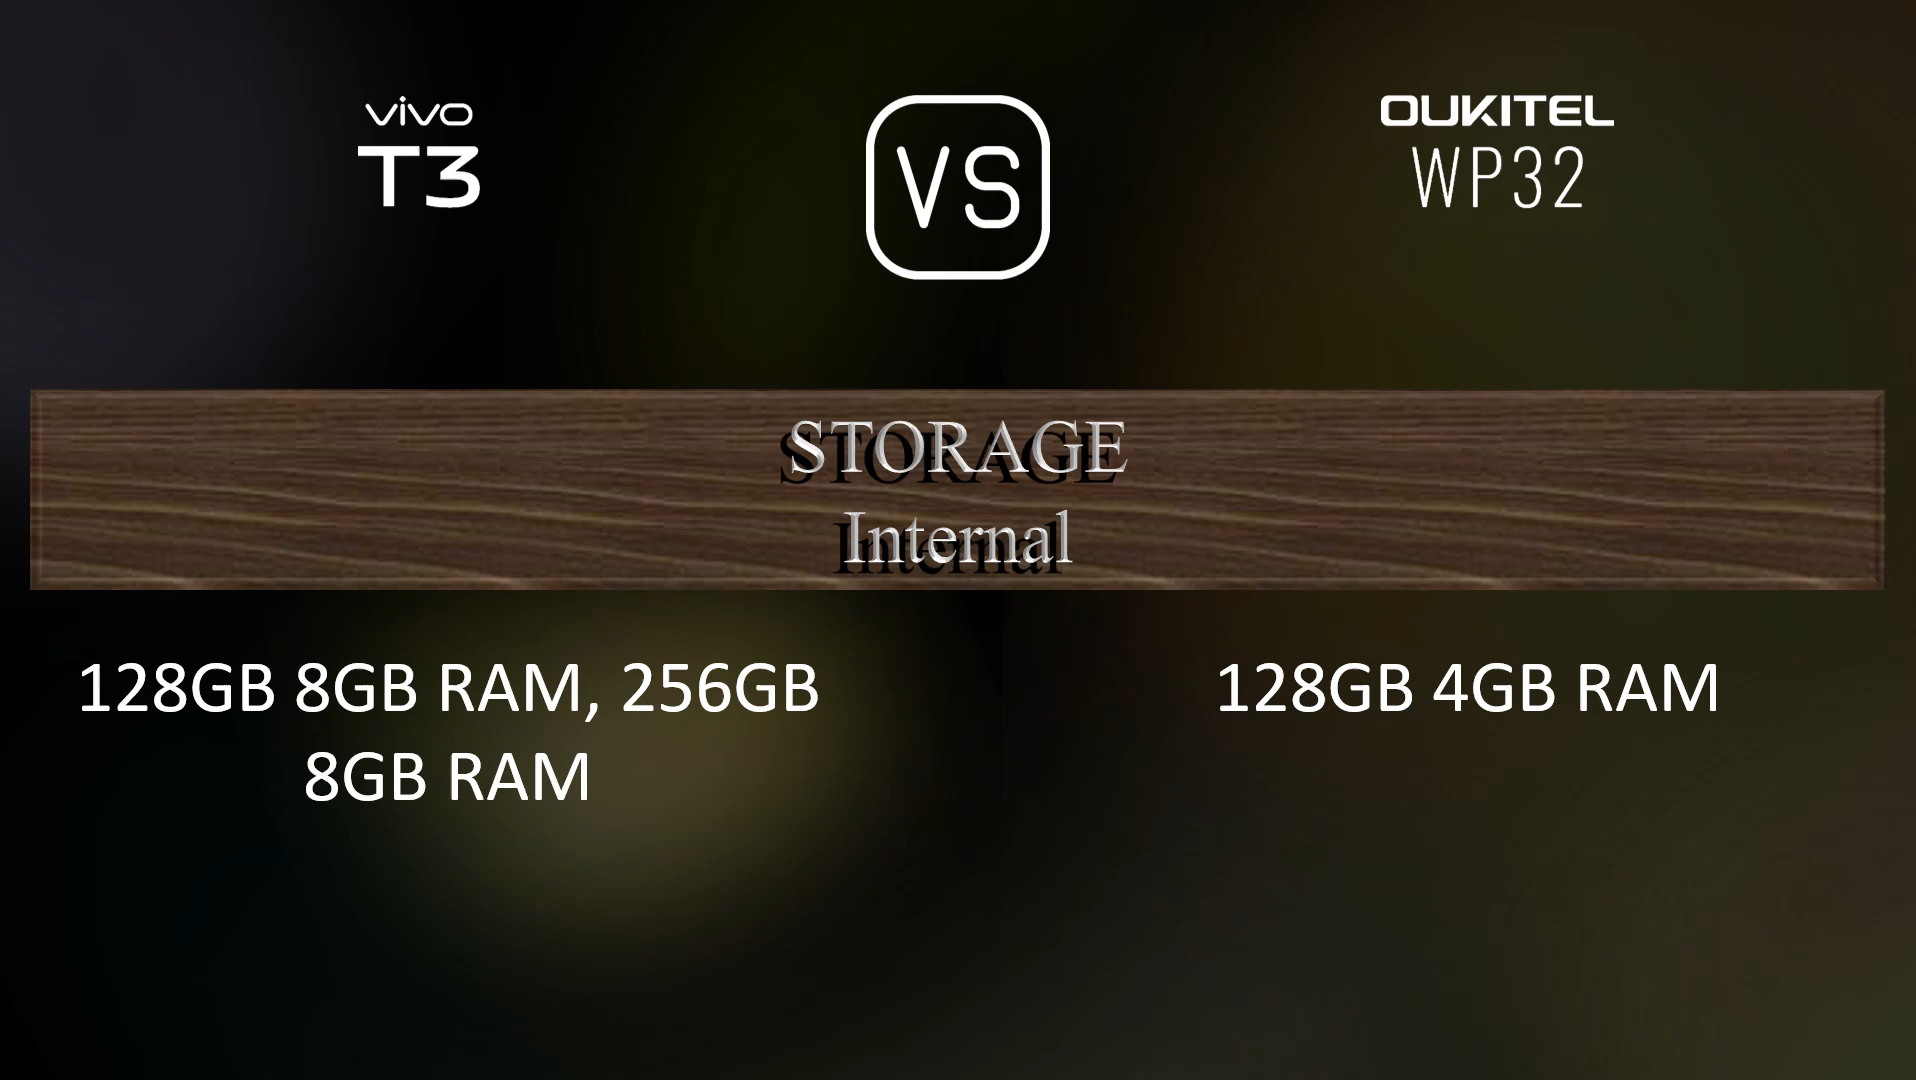 vivo
T3
VS
OUKITEL
WP32
STORAGE
Internal
128GB 8GB RAM, 256GB
8GB RAM
128GB 4GB RAM